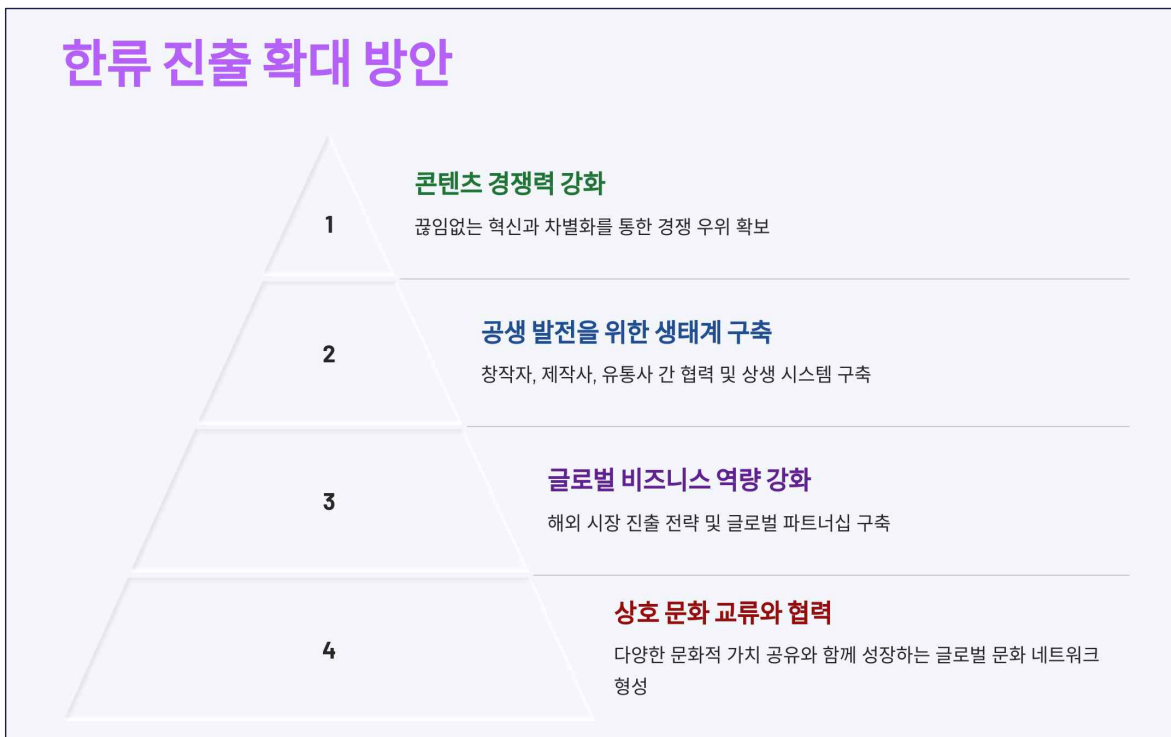 한류 진출 확대 방안
1
콘텐츠 경쟁력 강화
끊임없는 혁신과 차별화를 통한 경쟁 우위 확보
2
공생 발전을 위한 생태계 구축
창작자, 제작사, 유통사 간 협력 및 상생 시스템 구축
3
글로벌 비즈니스 역량 강화
해외 시장 진출 전략 및 글로벌 파트너십 구축
4
상호 문화 교류와 협력
다양한 문화적 가치 공유와 함께 성장하는 글로벌 문화 네트워크
형성